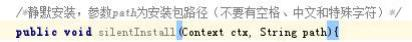 /*静默安装，参数path为安装包路径（不要有空格、中文和特殊字符）*/
public void silentInstall(Context ctx, String path){